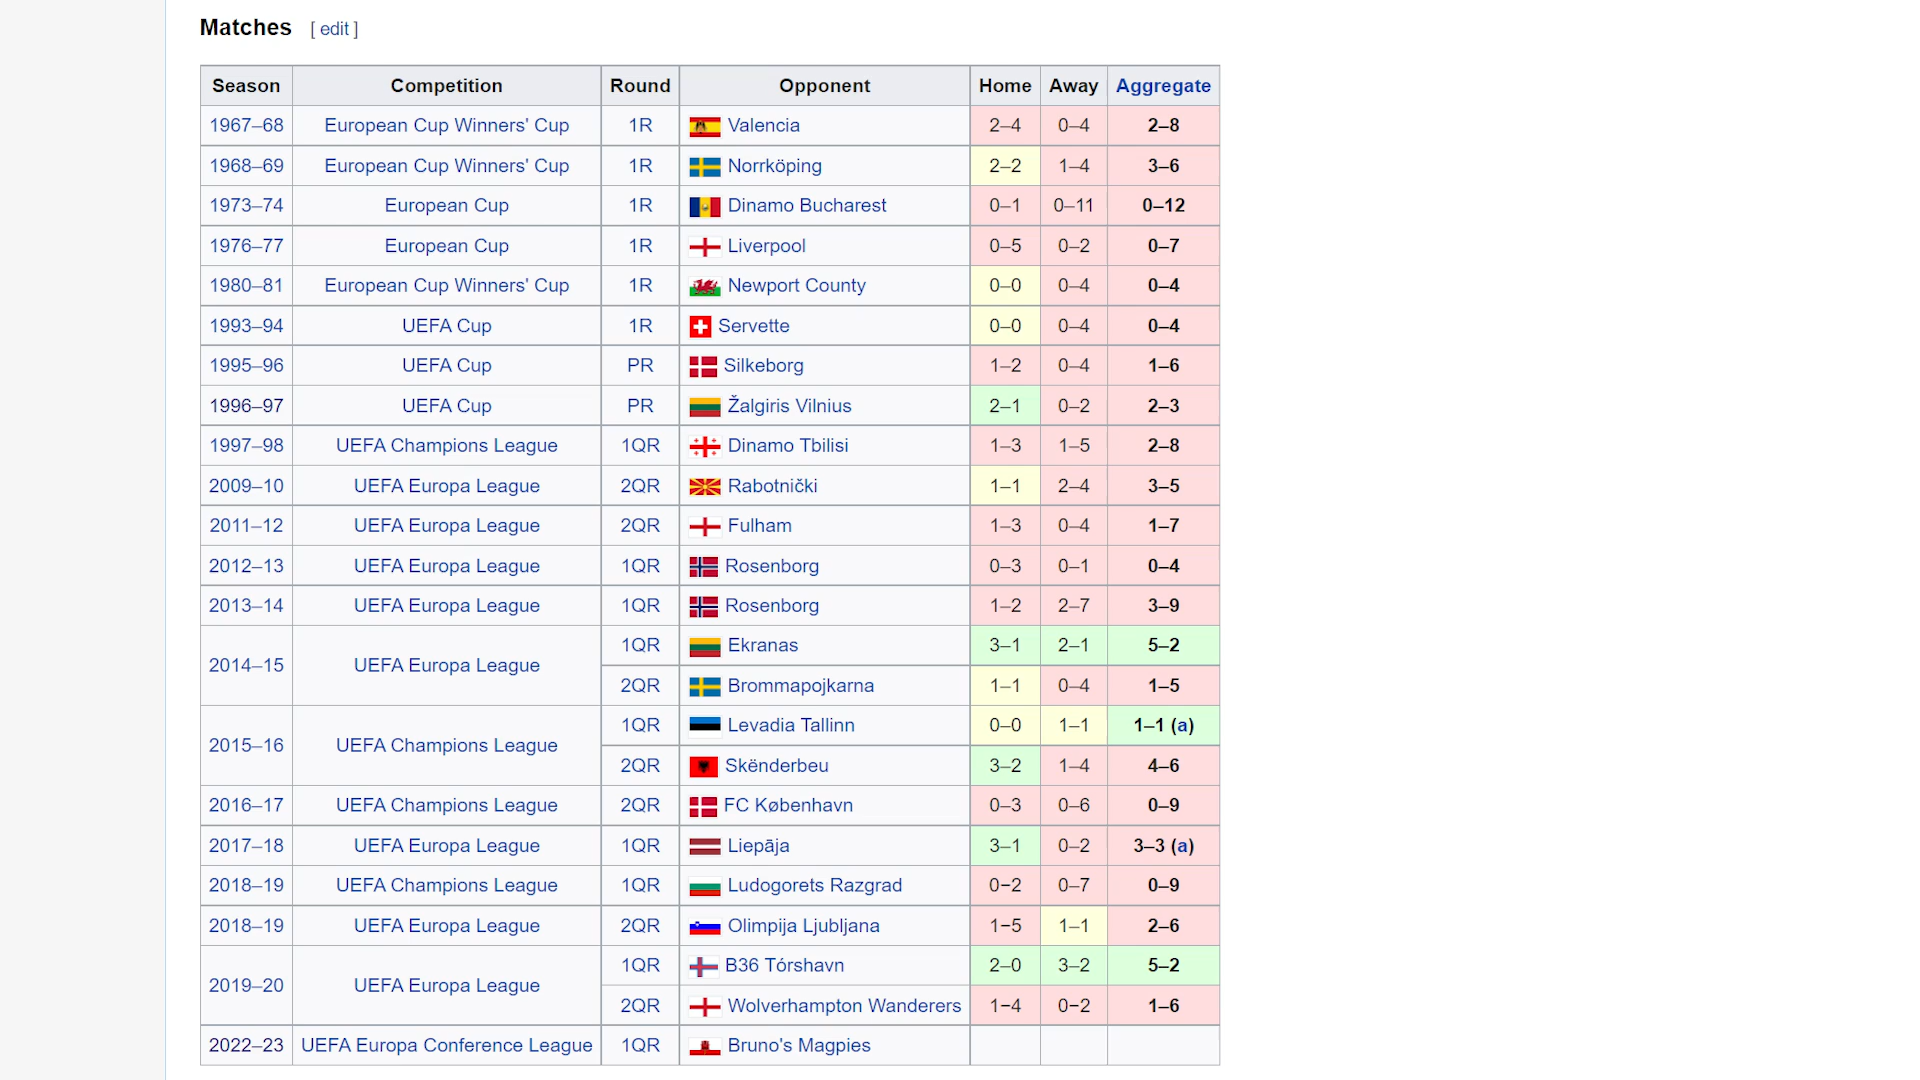 Matches [ edit ]
Season Competition Round Opponent Home Away Aggregate
1967–68 European Cup Winners' Cup 1R Valencia 2–4 0–4 2–8
1968–69 European Cup Winners' Cup 1R Norrköping 2–2 1–4 3–6
1973–74 European Cup 1R Dinamo Bucharest 0–1 0–11 0–12
1976–77 European Cup 1R Liverpool 0–5 0–2 0–7
1980–81 European Cup Winners' Cup 1R Newport County 0–0 0–4 0–4
1993–94 UEFA Cup 1R Servette 0–0 0–4 0–4
1995–96 UEFA Cup PR Silkeborg 1–2 0–4 1–6
1996–97 UEFA Cup PR Žalgiris Vilnius 2–1 0–2 2–3
1997–98 UEFA Champions League 1QR Dinamo Tbilisi 1–3 1–5 2–8
2009–10 UEFA Europa League 2QR Rabotnički 1–1 2–4 3–5
2011–12 UEFA Europa League 2QR Fulham 1–3 0–4 1–7
2012–13 UEFA Europa League 1QR Rosenborg 0–3 0–1 0–4
2013–14 UEFA Europa League 1QR Rosenborg 1–2 2–7 3–9
2014–15 UEFA Europa League 1QR Ekranas 3–1 2–1 5–2
2QR Brommapojkarna 1–1 0–4 1–5
2015–16 UEFA Champions League 1QR Levadia Tallinn 0–0 1–1 1–1 (a)
2QR Skënderbeu 3–2 1–4 4–6
2016–17 UEFA Champions League 2QR FC København 0–3 0–6 0–9
2017–18 UEFA Europa League 1QR Liepāja 3–1 0–2 3–3 (a)
2018–19 UEFA Champions League 1QR Ludogorets Razgrad 0−2 0–7 0–9
2018–19 UEFA Europa League 2QR Olimpija Ljubljana 1−5 1–1 2–6
2019–20 UEFA Europa League 1QR B36 Tórshavn 2–0 3–2 5–2
2QR Wolverhampton Wanderers 1−4 0−2 1–6
2022–23 UEFA Europa Conference League 1QR Bruno's Magpies